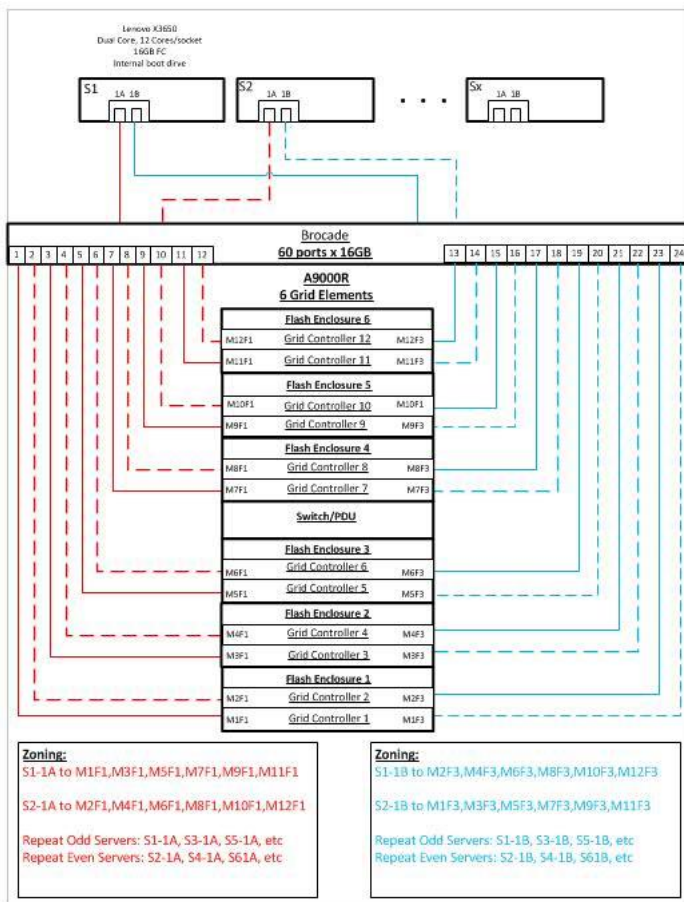 Lenovo X3650
Dual Core, 12 Cores/socket
16GB FC
Internal boot dirve
S1
1A 1B
S2
1A 1B
. . .
Sx
1A 1B
Brocade
60 ports x 16GB
1 2 3 4 5 6 7 8 9 10 11 12
13 14 15 16 17 18 19 20 21 22 23 24
A9000R
6 Grid Elements
Flash Enclosure 6
M12F1 Grid Controller 12 M12F3
M11F1 Grid Controller 11 M11F3
Flash Enclosure 5
M10F1 Grid Controller 10 M10F1
M9F1 Grid Controller 9 M9F3
Flash Enclosure 4
M8F1 Grid Controller 8 M8F3
M7F1 Grid Controller 7 M7F3
Switch/PDU
Flash Enclosure 3
M6F1 Grid Controller 6 M6F3
M5F1 Grid Controller 5 M5F3
Flash Enclosure 2
M4F1 Grid Controller 4 M4F3
M3F1 Grid Controller 3 M3F3
Flash Enclosure 1
M2F1 Grid Controller 2 M2F3
M1F1 Grid Controller 1 M1F3
Zoning:
S1-1A to M1F1,M3F1,M5F1,M7F1,M9F1,M11F1
S2-1A to M2F1,M4F1,M6F1,M8F1,M10F1,M12F1
Repeat Odd Servers: S1-1A, S3-1A, S5-1A, etc
Repeat Even Servers: S2-1A, S4-1A, S61A, etc
Zoning:
S1-1B to M2F3,M4F3,M6F3,M8F3,M10F3,M12F3
S2-1B to M1F3,M3F3,M5F3,M7F3,M9F3,M11F3
Repeat Odd Servers: S1-1B, S3-1B, S5-1B, etc
Repeat Even Servers: S2-1B, S4-1B, S61B, etc